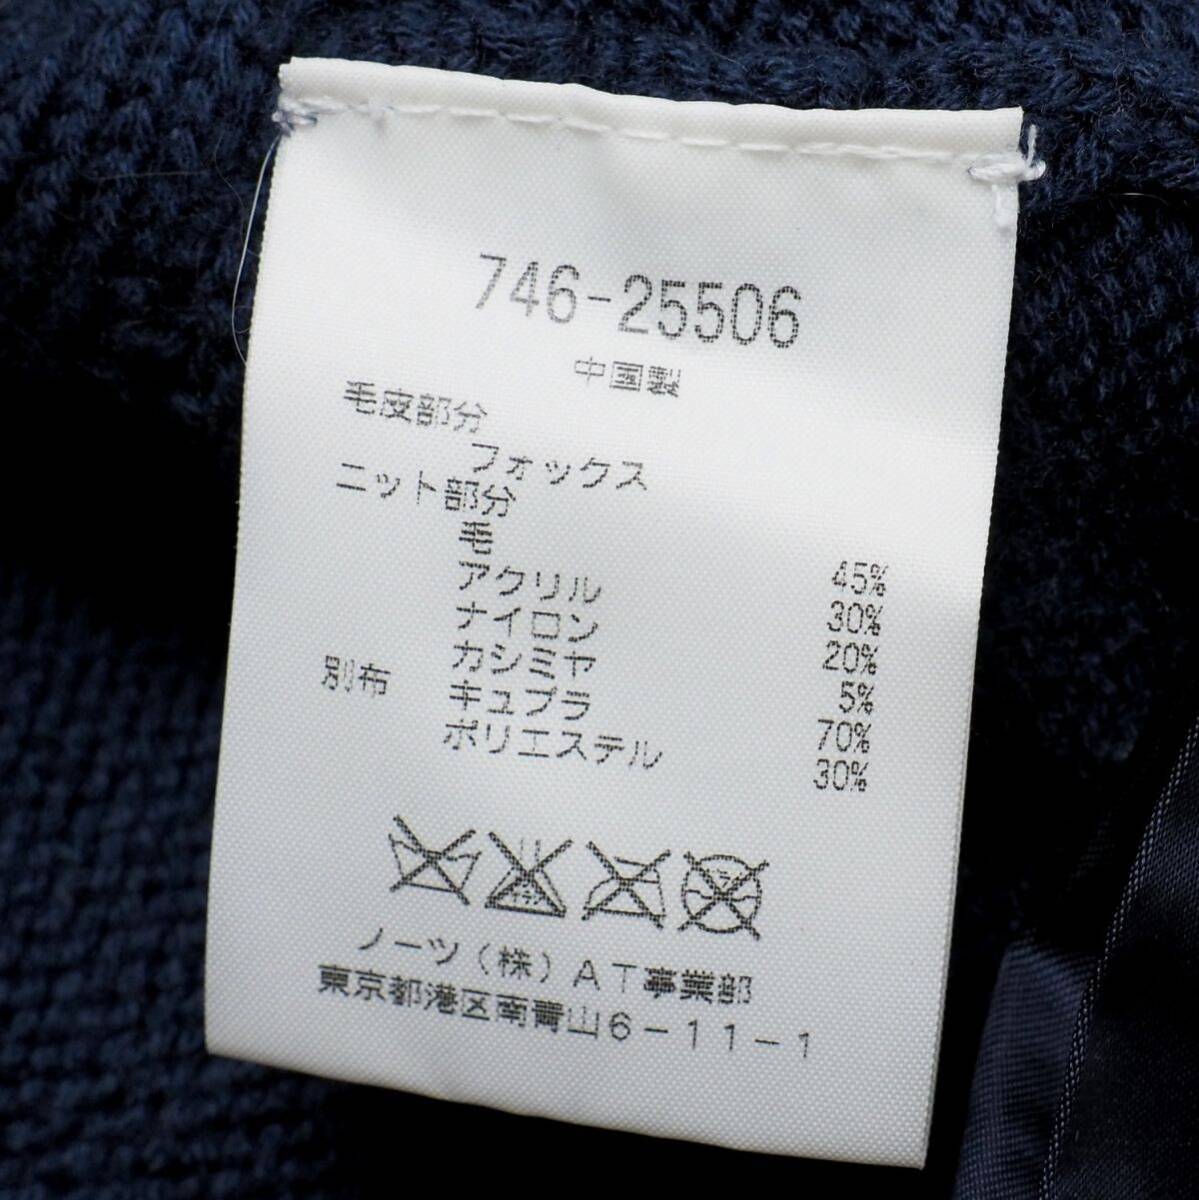 746-25506
中国製
毛皮部分
フォックス
ニット部分
毛 45%
アクリル 30%
ナイロン 20%
カシミヤ 5%
別布 キュプラ 70%
ポリエステル 30%
ノーツ(株)AT事業部
東京都港区南青山6-11-1